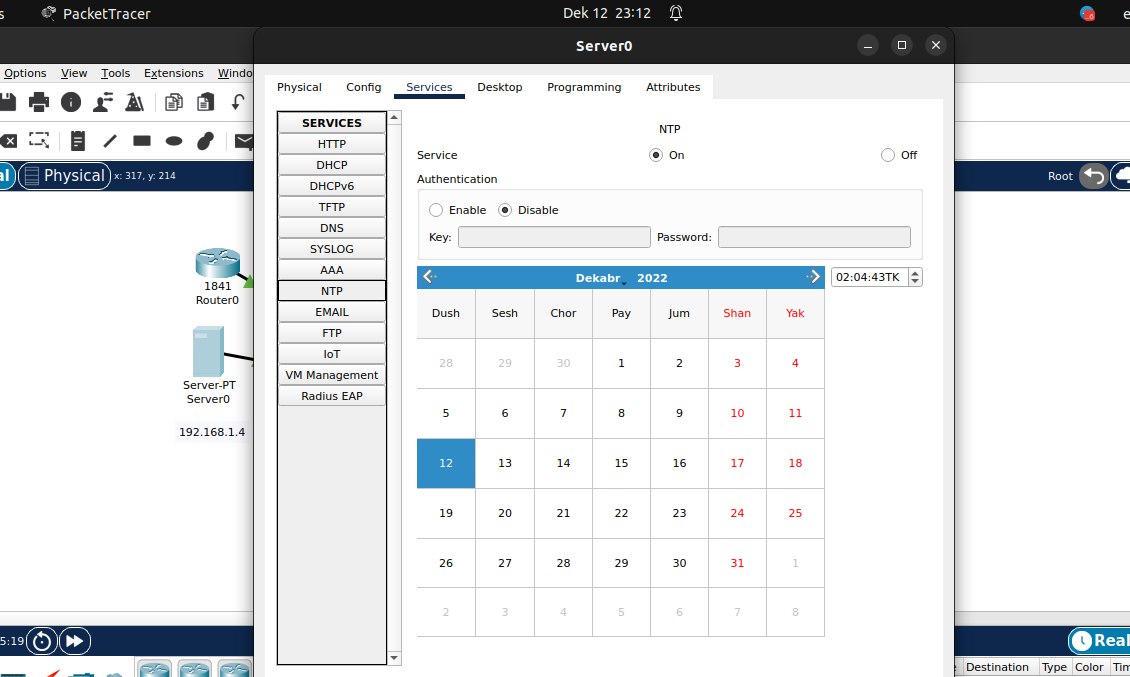 s PacketTracer Dek 12 23:12 e
Server0
Options View Tools Extensions Windo
Physical Config Services Desktop Programming Attributes
SERVICES
HTTP
DHCP
DHCPv6
TFTP
DNS
SYSLOG
AAA
NTP
EMAIL
FTP
IoT
VM Management
Radius EAP
NTP
Service On Off
Authentication
Enable Disable
Key: Password:
Dekabr 2022 02:04:43TK
Dush Sesh Chor Pay Jum Shan Yak
28 29 30 1 2 3 4
5 6 7 8 9 10 11
12 13 14 15 16 17 18
19 20 21 22 23 24 25
26 27 28 29 30 31 1
2 3 4 5 6 7 8
al Physical x: 317, y: 214 Root
1841
Router0
Server-PT
Server0
192.168.1.4
5:19 Real
Destination Type Color Tim